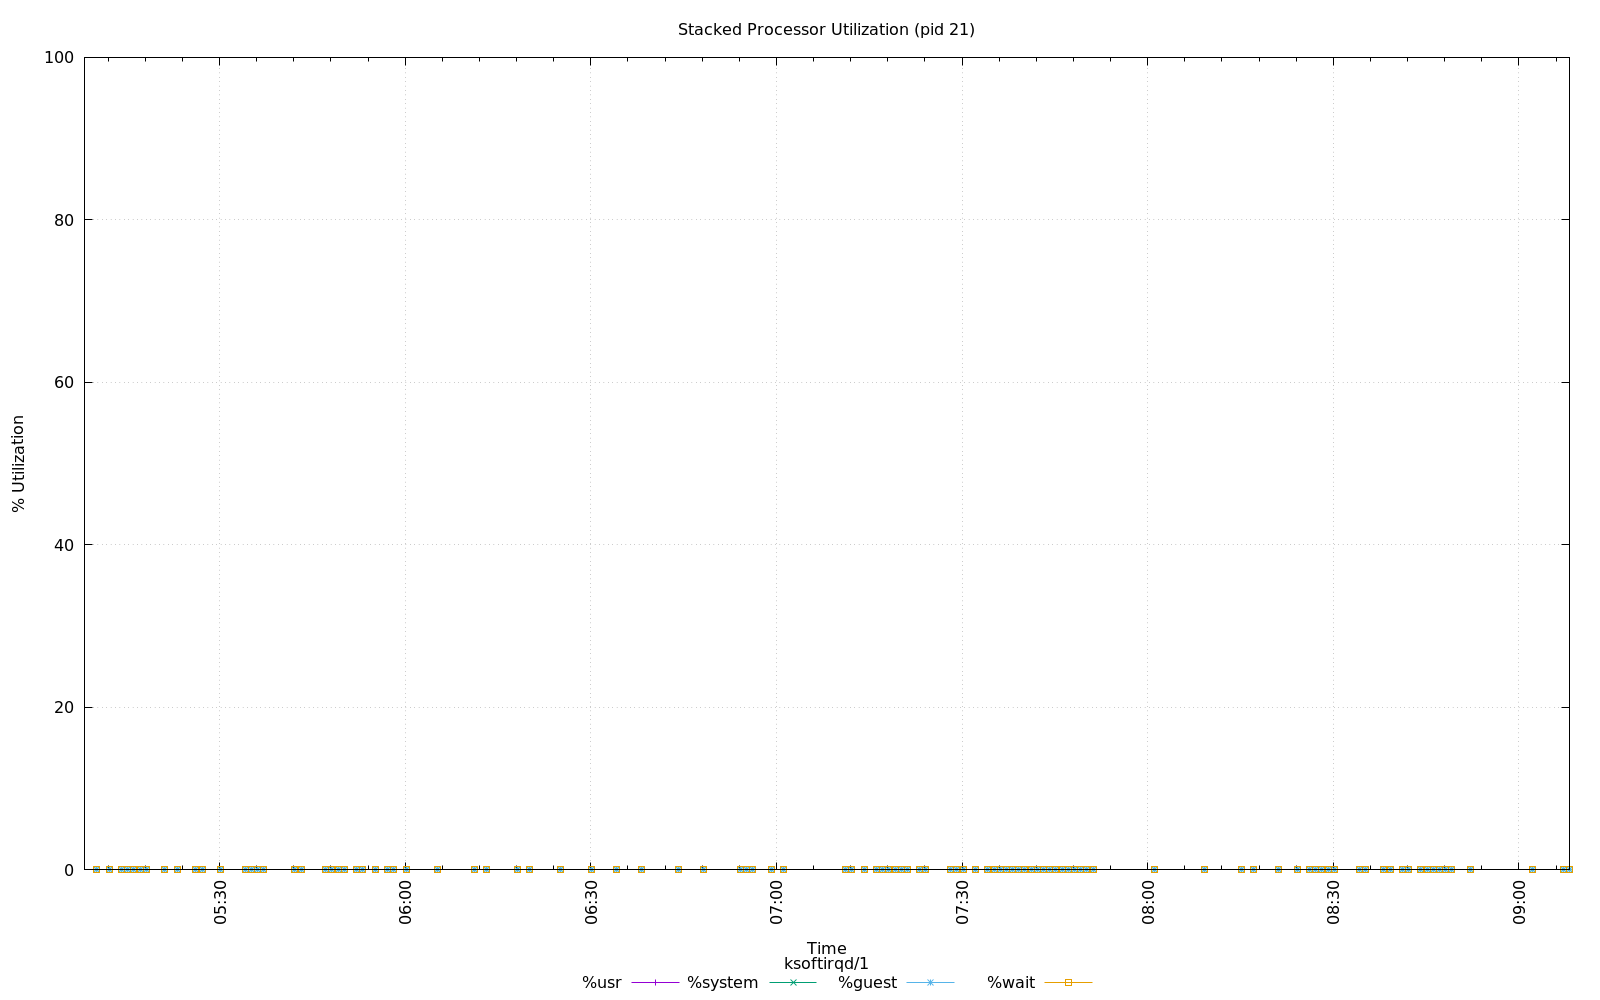 Stacked Processor Utilization (pid 21)
100
80
60
40
20
0
% Utilization
05:30 06:00 06:30 07:00 07:30 08:00 08:30 09:00
Time
ksoftirqd/1
%usr %system %guest %wait